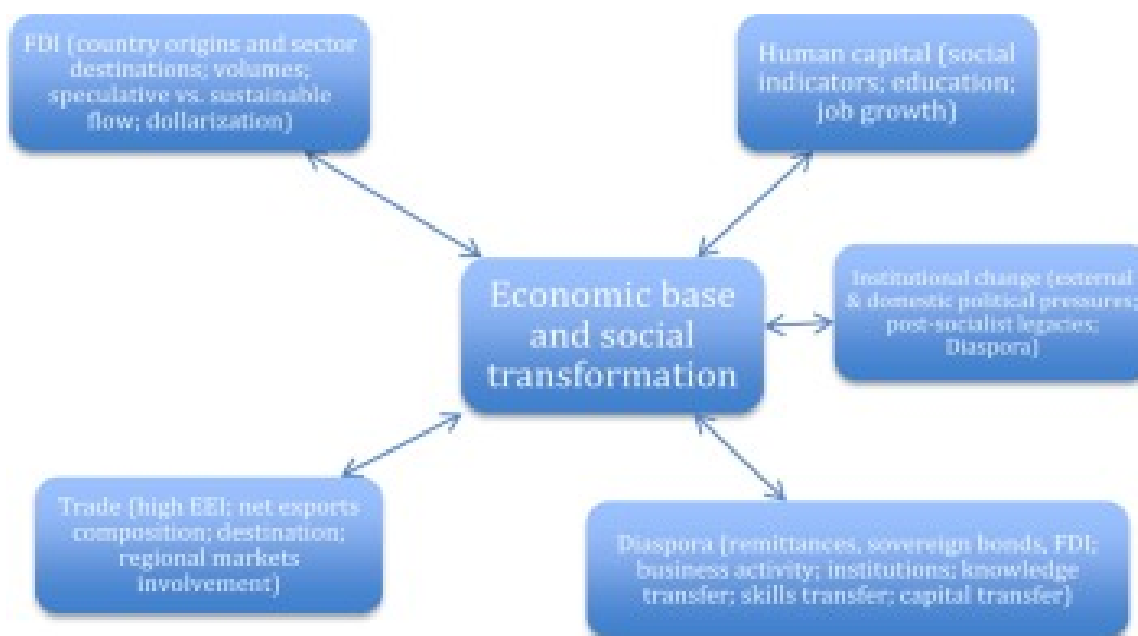 FDI (country origins and sector
destinations; volumes;
speculative vs. sustainable
flow; dollarization)
Human capital (social
indicators; education;
job growth)
Economic base
and social
transformation
Institutional change (external
& domestic political pressures;
post-socialist legacies;
Diaspora)
Trade (high EEI; net exports
composition; destination;
regional markets
involvement)
Diaspora (remittances, sovereign bonds, FDI;
business activity; institutions; knowledge
transfer; skills transfer; capital transfer)